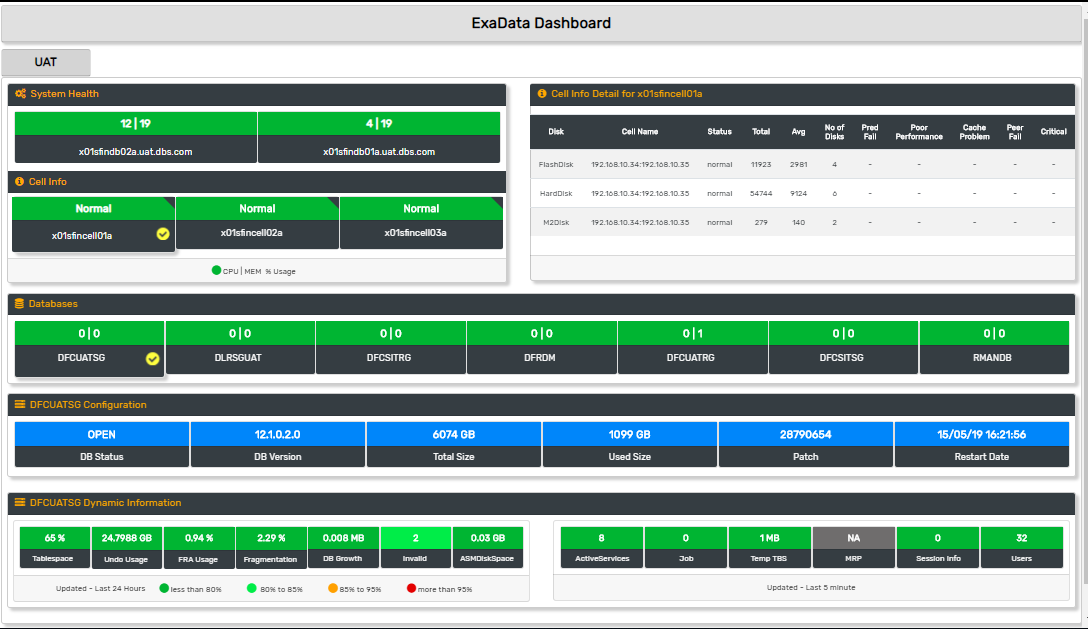 ExaData Dashboard
UAT
System Health
12 | 19
4 | 19
x01sfindb02a.uat.dbs.com
x01sfindb01a.uat.dbs.com
Cell Info
Normal
Normal
Normal
x01sfincell01a
x01sfincell02a
x01sfincell03a
CPU | MEM % Usage
Cell Info Detail for x01sfincell01a
Disk Cell Name Status Total Avg No of Disks Pred Fail Poor Performance Cache Problem Peer Fail Critical
FlashDisk 192.168.10.34:192.168.10.35 normal 11923 2981 4 - - - - -
HardDisk 192.168.10.34:192.168.10.35 normal 54744 9124 6 - - - - -
M2Disk 192.168.10.34:192.168.10.35 normal 279 140 2 - - - - -
Databases
0 | 0
0 | 0
0 | 0
0 | 0
0 | 1
0 | 0
0 | 0
DFCUATSG
DLRSGUAT
DFCSITRG
DFRDM
DFCUATRG
DFCSITSG
RMANDB
DFCUATSG Configuration
OPEN
12.1.0.2.0
6074 GB
1099 GB
28790654
15/05/19 16:21:56
DB Status
DB Version
Total Size
Used Size
Patch
Restart Date
DFCUATSG Dynamic Information
65 %
24.7988 GB
0.94 %
2.29 %
0.008 MB
2
0.03 GB
Tablespace
Undo Usage
FRA Usage
Fragmentation
DB Growth
Invalid
ASMDiskSpace
Updated - Last 24 Hours
less than 80%
80% to 85%
85% to 95%
more than 95%
8
0
1 MB
NA
0
32
ActiveServices
Job
Temp TBS
MRP
Session Info
Users
Updated - Last 5 minute